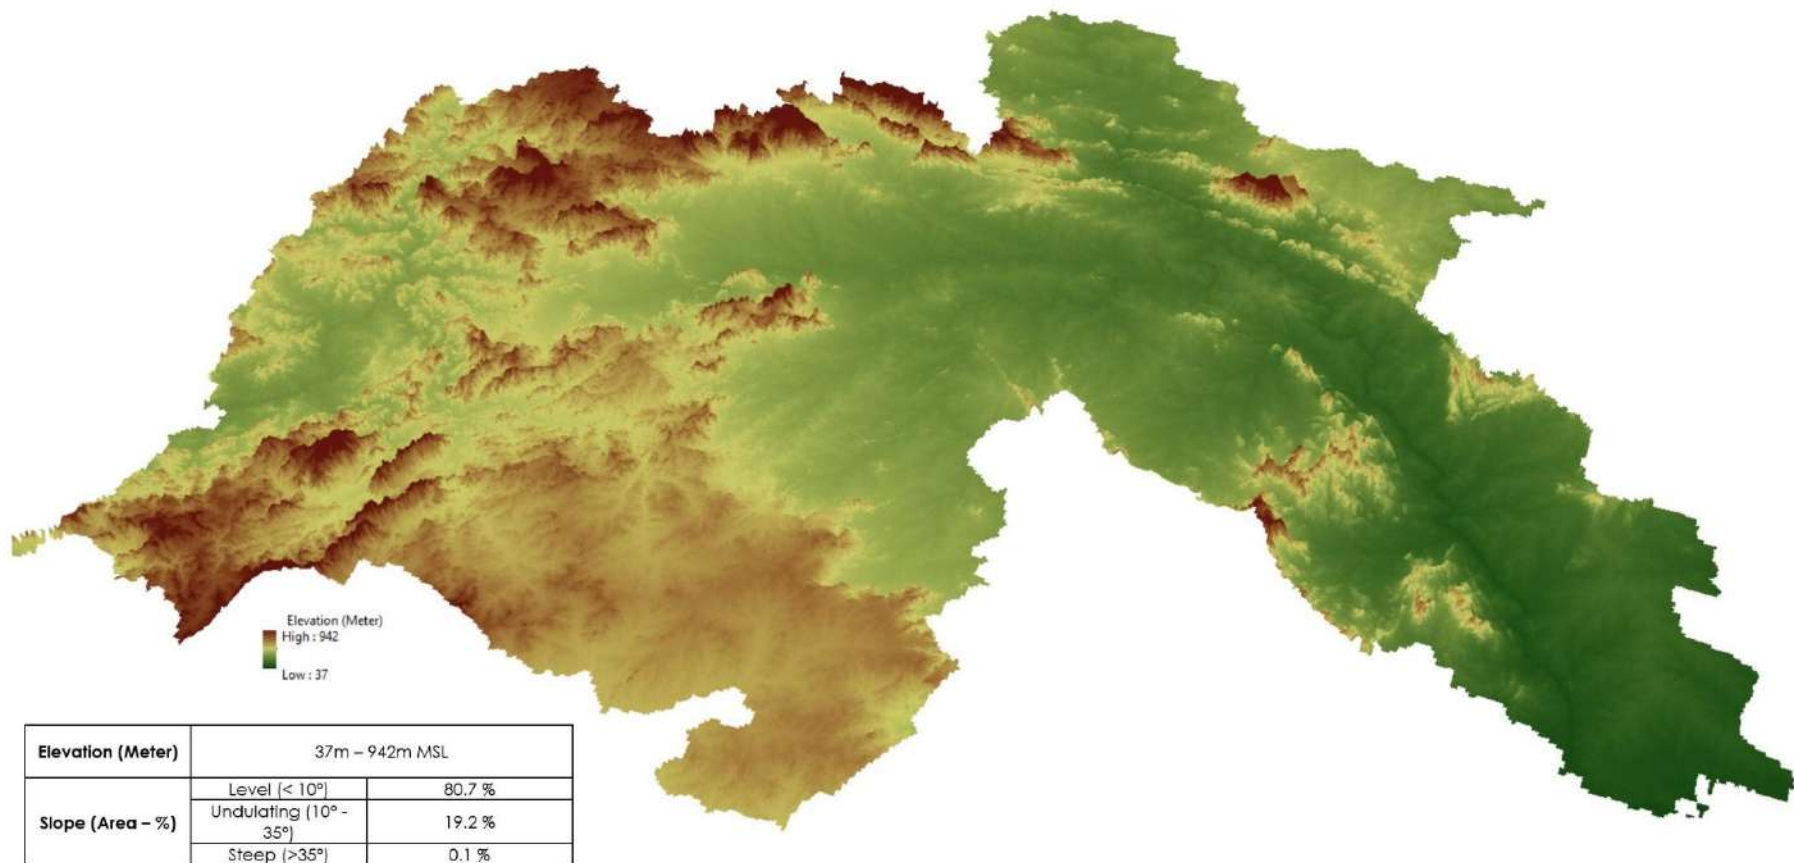 Elevation (Meter)
High : 942
Low : 37
Elevation (Meter) 37m – 942m MSL
Slope (Area – %) Level (< 10°) 80.7 %
Undulating (10° -
35°) 19.2 %
Steep (>35°) 0.1 %